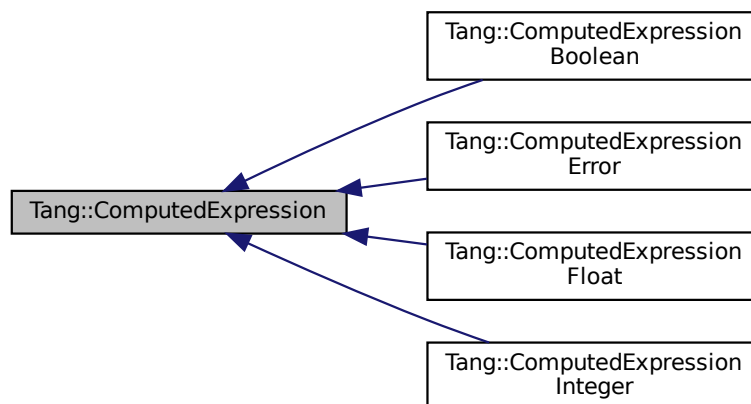 Tang::ComputedExpression
Boolean
Tang::ComputedExpression
Error
Tang::ComputedExpression
Tang::ComputedExpression
Float
Tang::ComputedExpression
Integer